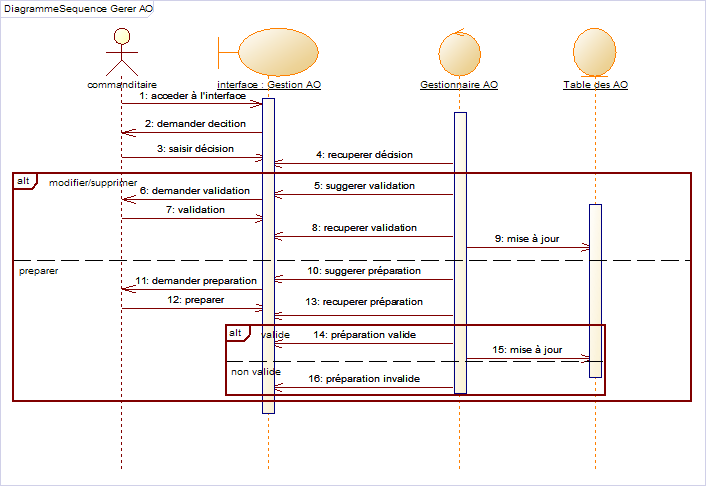 DiagrammeSequence Gerer AO
commanditaire
interface : Gestion AO
Gestionnaire AO
Table des AO
1: acceder à l'interface
2: demander decition
3: saisir décision
4: recuperer décision
alt
modifier/supprimer
5: suggerer validation
6: demander validation
7: validation
8: recuperer validation
9: mise à jour
preparer
10: suggerer préparation
11: demander preparation
12: preparer
13: recuperer préparation
alt
valide
14: préparation valide
15: mise à jour
non valide
16: préparation invalide